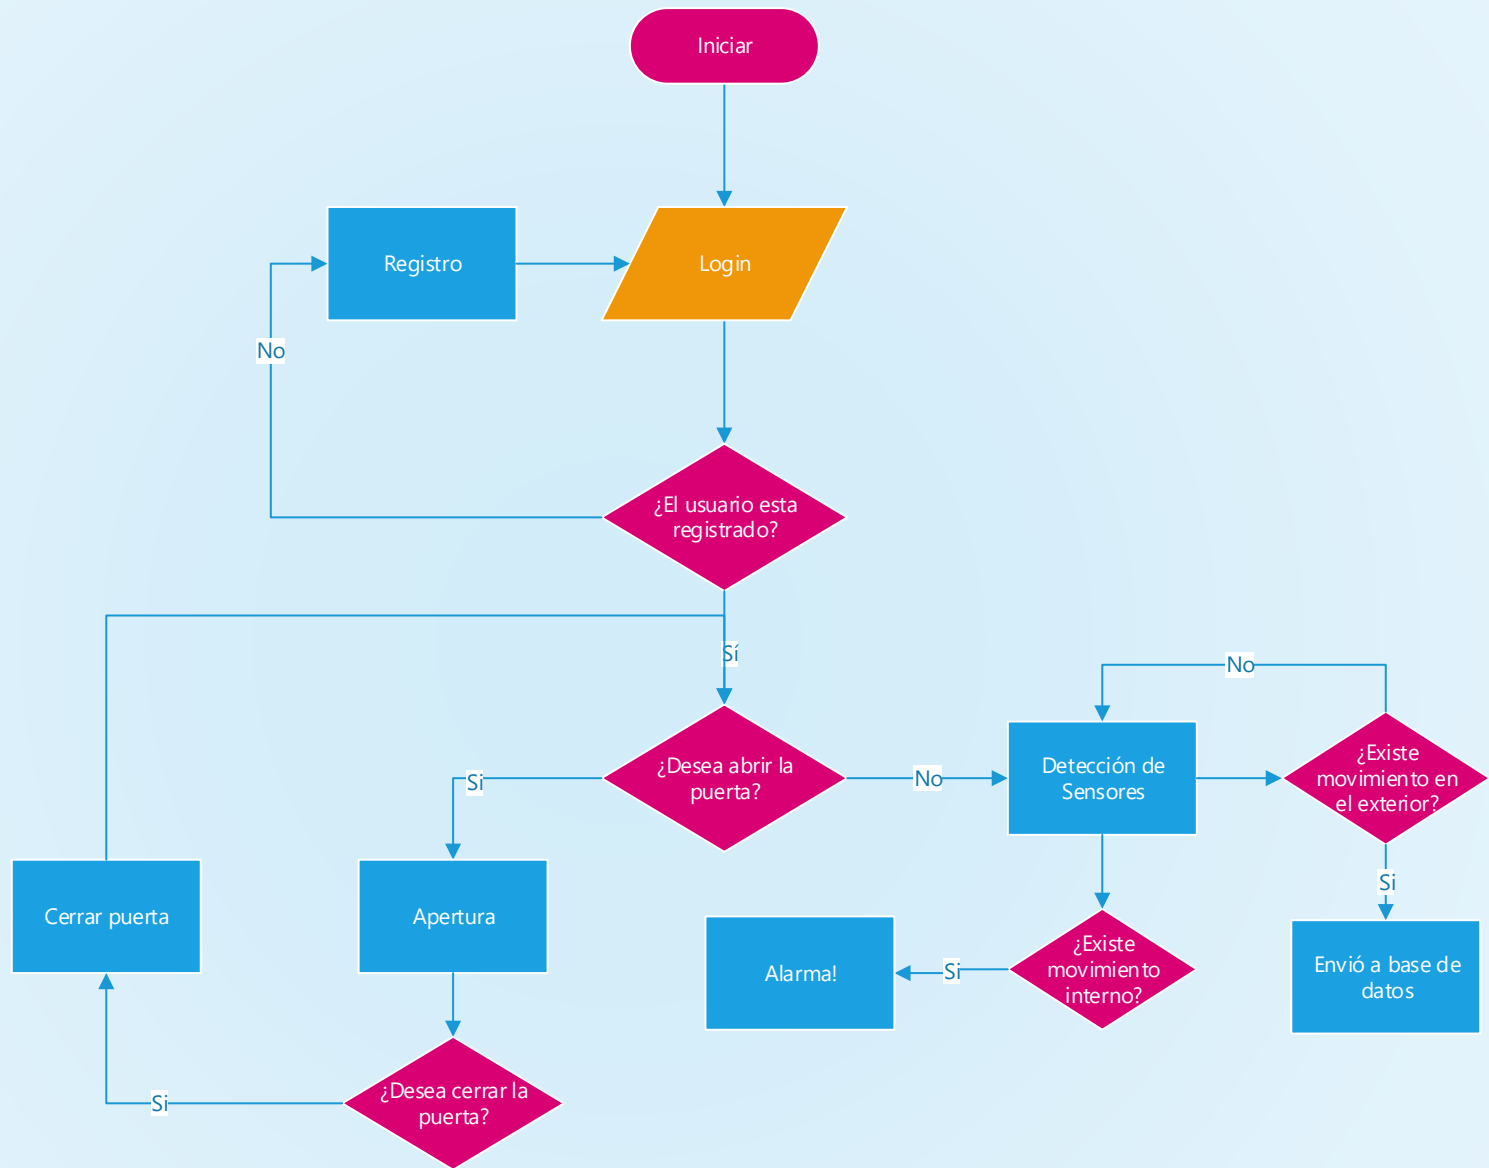 Iniciar
Registro
Login
No
¿El usuario esta
registrado?
Sí
No
¿Desea abrir la
puerta?
Si
No
Detección de
Sensores
¿Existe
movimiento en
el exterior?
Si
Cerrar puerta
Apertura
Alarma!
Si
¿Existe
movimiento
interno?
Envió a base de
datos
¿Desea cerrar la
puerta?
Si